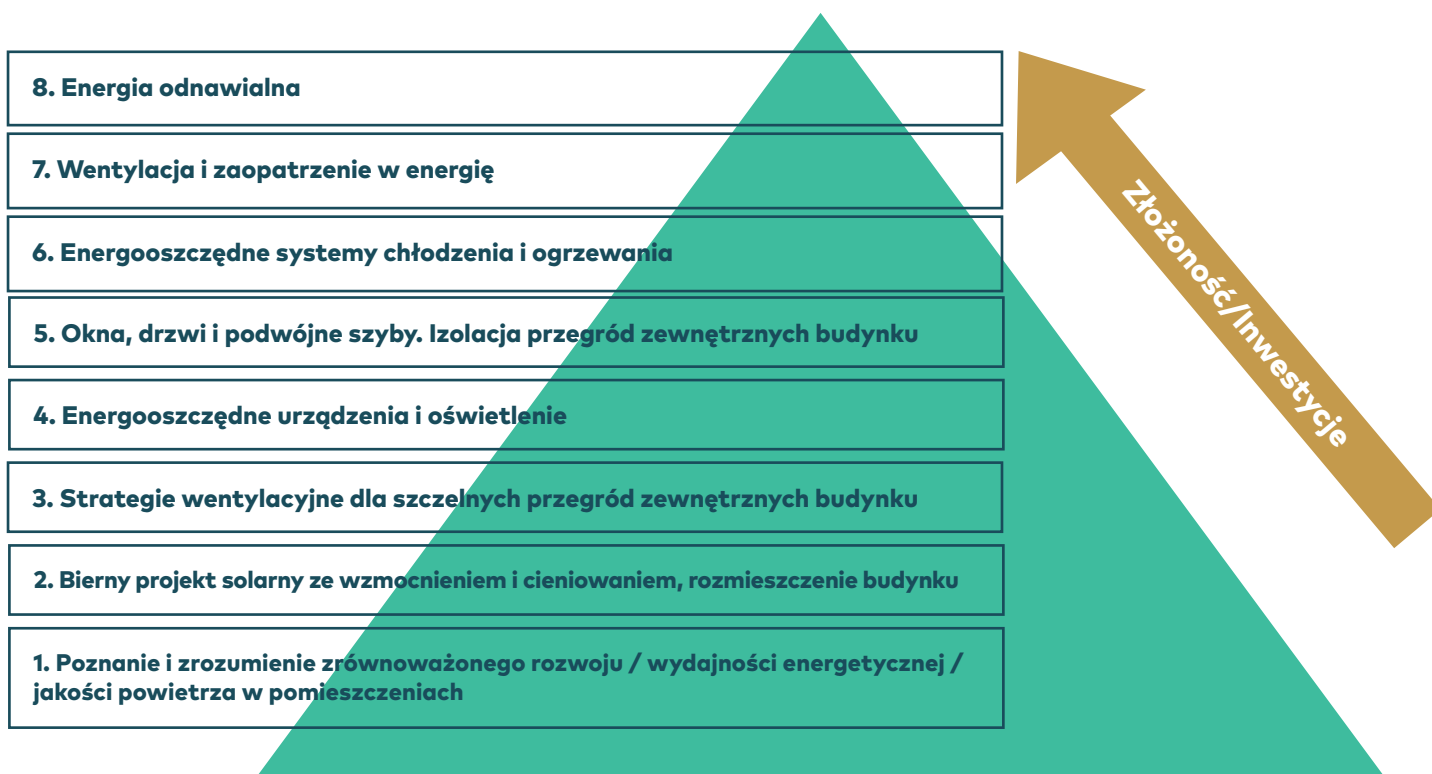 8. Energia odnawialna
7. Wentylacja i zaopatrzenie w energię
6. Energooszczędne systemy chłodzenia i ogrzewania
5. Okna, drzwi i podwójne szyby. Izolacja przegród zewnętrznych budynku
4. Energooszczędne urządzenia i oświetlenie
3. Strategie wentylacyjne dla szczelnych przegród zewnętrznych budynku
2. Bierny projekt solarny ze wzmocnieniem i cieniowaniem, rozmieszczenie budynku
1. Poznanie i zrozumienie zrównoważonego rozwoju / wydajności energetycznej /
jakości powietrza w pomieszczeniach
Złożoność/Inwestycje